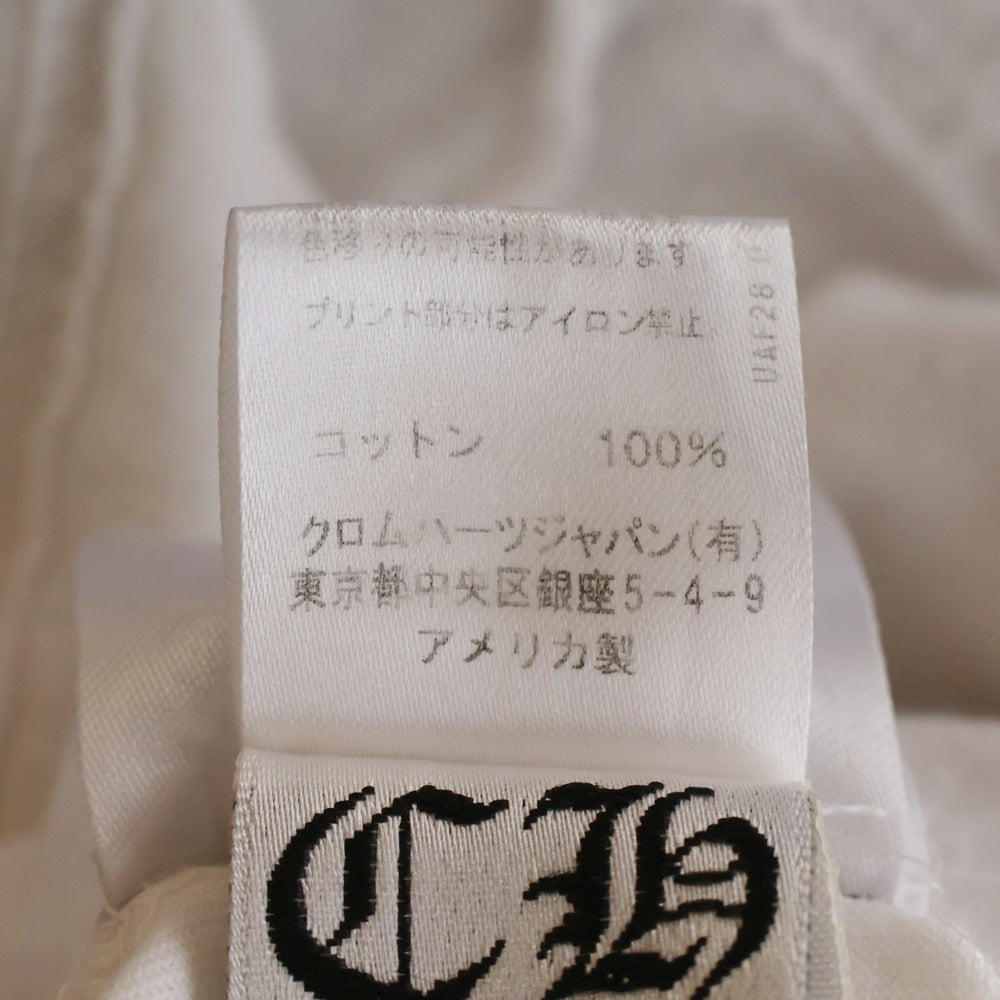 色移りの可能性があります
プリント部分はアイロン禁止
コットン 100%
クロムハーツジャパン(有)
東京都中央区銀座5-4-9
アメリカ製
CH